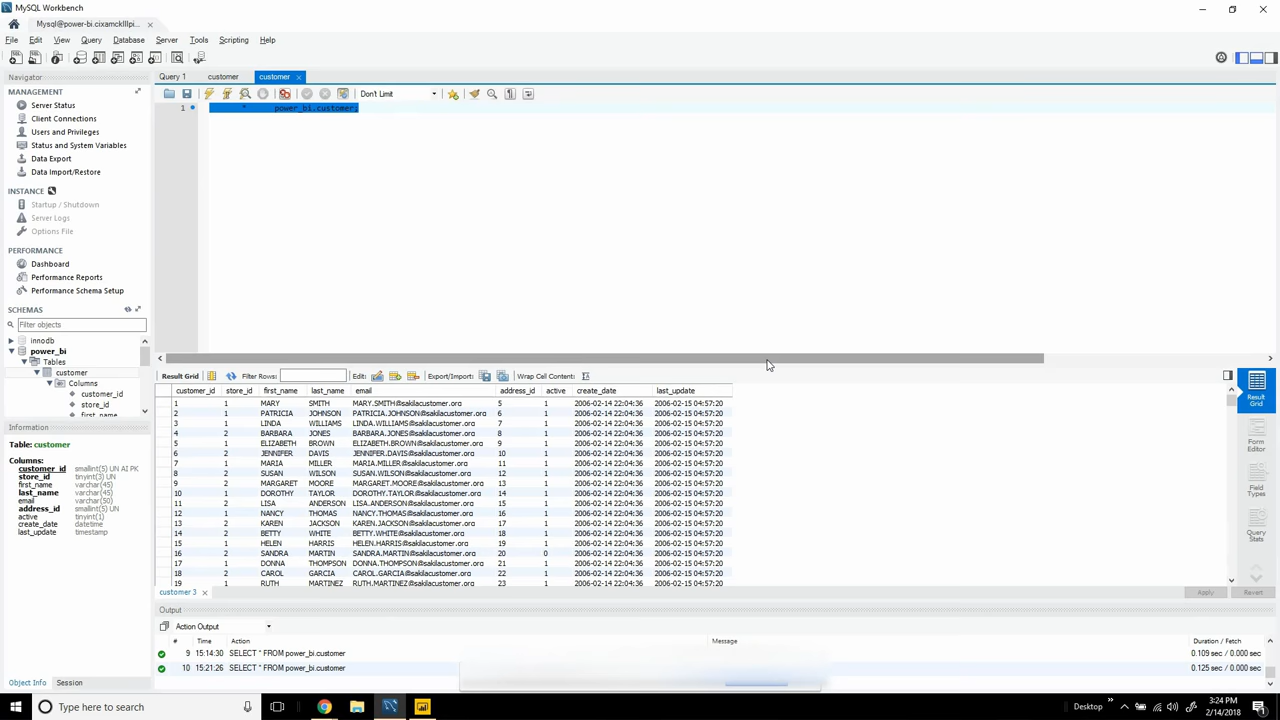 MySQL Workbench
Mysql@power-bi.cixamcklllpi...
File Edit View Query Database Server Tools Scripting Help
Navigator Query 1 customer customer
MANAGEMENT Don't Limit
Server Status 1 * power_bi.customer;
Client Connections
Users and Privileges
Status and System Variables
Data Export
Data Import/Restore
INSTANCE
Startup / Shutdown
Server Logs
Options File
PERFORMANCE
Dashboard
Performance Reports
Performance Schema Setup
SCHEMAS
Filter objects
innodb
power_bi
Tables
customer
Columns
customer_id
store_id
first_name
Result Grid Filter Rows: Edit: Export/Import: Wrap Cell Content:
customer_id store_id first_name last_name email address_id active create_date last_update
1 1 MARY SMITH MARY.SMITH@sakilacustomer.org 5 1 2006-02-14 22:04:36 2006-02-15 04:57:20
2 1 PATRICIA JOHNSON PATRICIA.JOHNSON@sakilacustomer.org 6 1 2006-02-14 22:04:36 2006-02-15 04:57:20
3 1 LINDA WILLIAMS LINDA.WILLIAMS@sakilacustomer.org 7 1 2006-02-14 22:04:36 2006-02-15 04:57:20
4 2 BARBARA JONES BARBARA.JONES@sakilacustomer.org 8 1 2006-02-14 22:04:36 2006-02-15 04:57:20
5 1 ELIZABETH BROWN ELIZABETH.BROWN@sakilacustomer.org 9 1 2006-02-14 22:04:36 2006-02-15 04:57:20
6 2 JENNIFER DAVIS JENNIFER.DAVIS@sakilacustomer.org 10 1 2006-02-14 22:04:36 2006-02-15 04:57:20
7 1 MARIA MILLER MARIA.MILLER@sakilacustomer.org 11 1 2006-02-14 22:04:36 2006-02-15 04:57:20
8 2 SUSAN WILSON SUSAN.WILSON@sakilacustomer.org 12 1 2006-02-14 22:04:36 2006-02-15 04:57:20
9 2 MARGARET MOORE MARGARET.MOORE@sakilacustomer.org 13 1 2006-02-14 22:04:36 2006-02-15 04:57:20
10 1 DOROTHY TAYLOR DOROTHY.TAYLOR@sakilacustomer.org 14 1 2006-02-14 22:04:36 2006-02-15 04:57:20
11 2 LISA ANDERSON LISA.ANDERSON@sakilacustomer.org 15 1 2006-02-14 22:04:36 2006-02-15 04:57:20
12 1 NANCY THOMAS NANCY.THOMAS@sakilacustomer.org 16 1 2006-02-14 22:04:36 2006-02-15 04:57:20
13 2 KAREN JACKSON KAREN.JACKSON@sakilacustomer.org 17 1 2006-02-14 22:04:36 2006-02-15 04:57:20
14 2 BETTY WHITE BETTY.WHITE@sakilacustomer.org 18 1 2006-02-14 22:04:36 2006-02-15 04:57:20
15 1 HELEN HARRIS HELEN.HARRIS@sakilacustomer.org 19 1 2006-02-14 22:04:36 2006-02-15 04:57:20
16 2 SANDRA MARTIN SANDRA.MARTIN@sakilacustomer.org 20 0 2006-02-14 22:04:36 2006-02-15 04:57:20
17 1 DONNA THOMPSON DONNA.THOMPSON@sakilacustomer.org 21 1 2006-02-14 22:04:36 2006-02-15 04:57:20
18 2 CAROL GARCIA CAROL.GARCIA@sakilacustomer.org 22 1 2006-02-14 22:04:36 2006-02-15 04:57:20
19 1 RUTH MARTINEZ RUTH.MARTINEZ@sakilacustomer.org 23 1 2006-02-14 22:04:36 2006-02-15 04:57:20
Result Grid
Form Editor
Field Types
Query Stats
Information
Table: customer
Columns:
customer_id smallint(5) UN AI PK
store_id tinyint(3) UN
first_name varchar(45)
last_name varchar(45)
email varchar(50)
address_id smallint(5) UN
active tinyint(1)
create_date datetime
last_update timestamp
customer 3 Apply Revert
Output
Action Output
# Time Action Message Duration / Fetch
9 15:14:30 SELECT * FROM power_bi.customer 0.109 sec / 0.000 sec
10 15:21:26 SELECT * FROM power_bi.customer 0.125 sec / 0.000 sec
Object Info Session
Type here to search Desktop 3:24 PM
2/14/2018
1